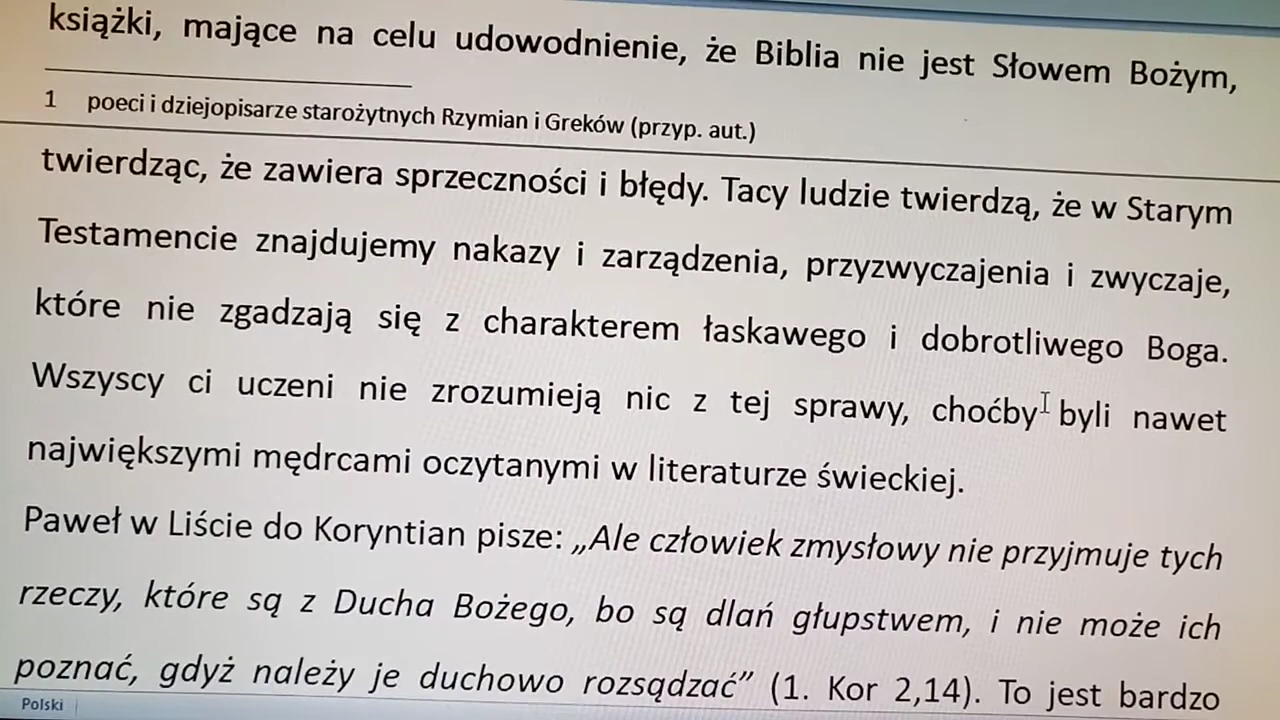 książki, mające na celu udowodnienie, że Biblia nie jest Słowem Bożym,
1 poeci i dziejopisarze starożytnych Rzymian i Greków (przyp. aut.)
twierdząc, że zawiera sprzeczności i błędy. Tacy ludzie twierdzą, że w Starym
Testamencie znajdujemy nakazy i zarządzenia, przyzwyczajenia i zwyczaje,
które nie zgadzają się z charakterem łaskawego i dobrotliwego Boga.
Wszyscy ci uczeni nie zrozumieją nic z tej sprawy, choćby byli nawet
największymi mędrcami oczytanymi w literaturze świeckiej.
Paweł w Liście do Koryntian pisze: „Ale człowiek zmysłowy nie przyjmuje tych
rzeczy, które są z Ducha Bożego, bo są dlań głupstwem, i nie może ich
poznać, gdyż należy je duchowo rozsądzać” (1. Kor 2,14). To jest bardzo
Polski